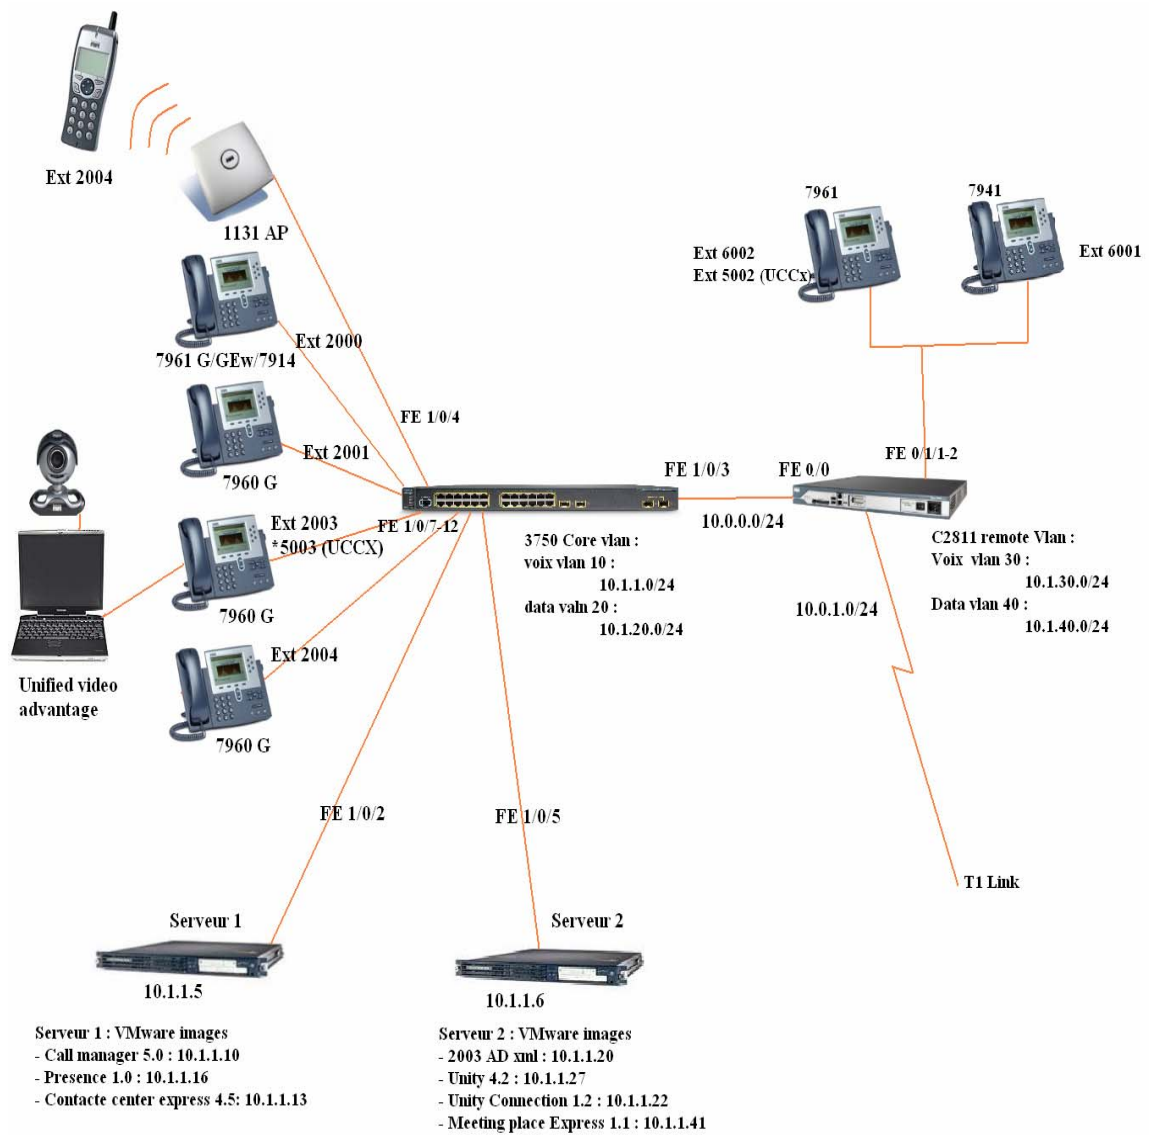 Ext 2004
1131 AP
7961
7941
Ext 6002
Ext 5002 (UCCx)
Ext 6001
Ext 2000
7961 G/GEw/7914
FE 1/0/4
Ext 2001
7960 G
FE 1/0/3
FE 0/0
FE 0/1/1-2
Ext 2003
*5003 (UCCX)
FE 1/0/7-12
10.0.0.0/24
7960 G
3750 Core vlan :
voix vlan 10 :
10.1.1.0/24
data valn 20 :
10.1.20.0/24
C2811 remote Vlan :
Voix vlan 30 :
10.1.30.0/24
Data vlan 40 :
10.1.40.0/24
10.0.1.0/24
Ext 2004
Unified video
advantage
7960 G
FE 1/0/2
FE 1/0/5
T1 Link
Serveur 1
Serveur 2
10.1.1.5
10.1.1.6
Serveur 1 : VMware images
- Call manager 5.0 : 10.1.1.10
- Presence 1.0 : 10.1.1.16
- Contacte center express 4.5: 10.1.1.13
Serveur 2 : VMware images
- 2003 AD xml : 10.1.1.20
- Unity 4.2 : 10.1.1.27
- Unity Connection 1.2 : 10.1.1.22
- Meeting place Express 1.1 : 10.1.1.41